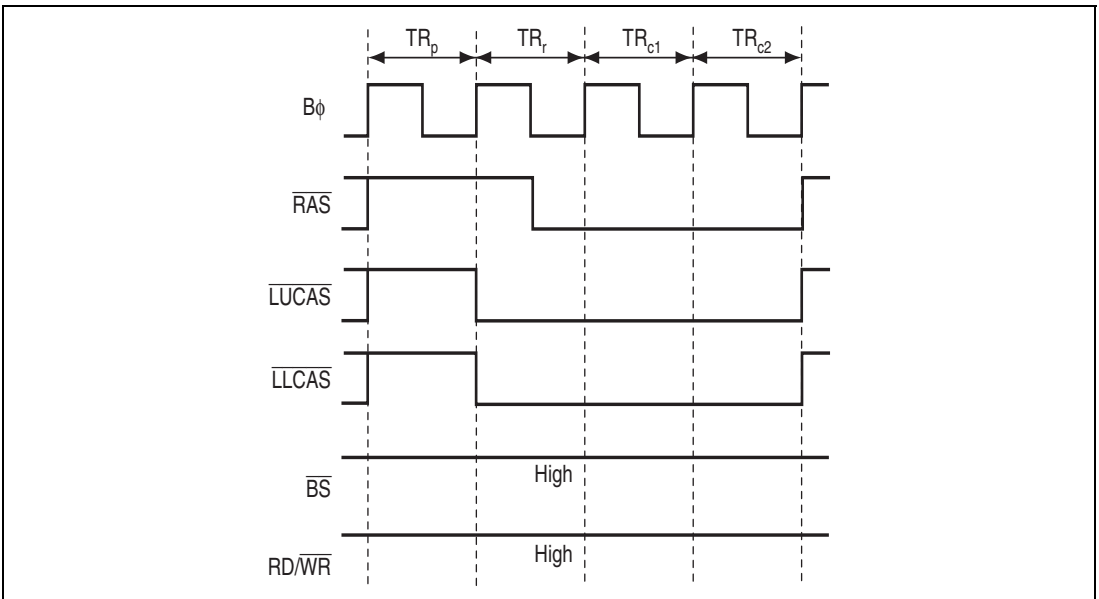 TRp TRr TRc1 TRc2
Bφ
RAS
LUCAS
LLCAS
BS High
RD/WR High